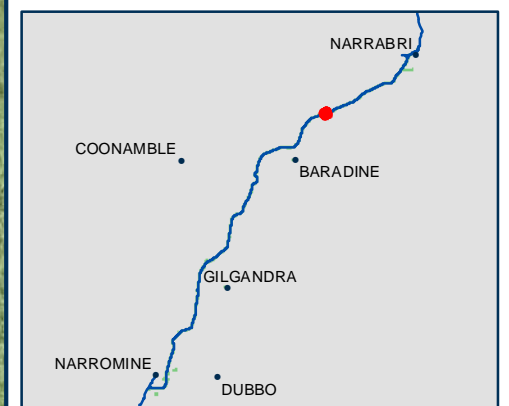 NARRABRI
COONAMBLE
BARADINE
GILGANDRA
NARROMINE
DUBBO